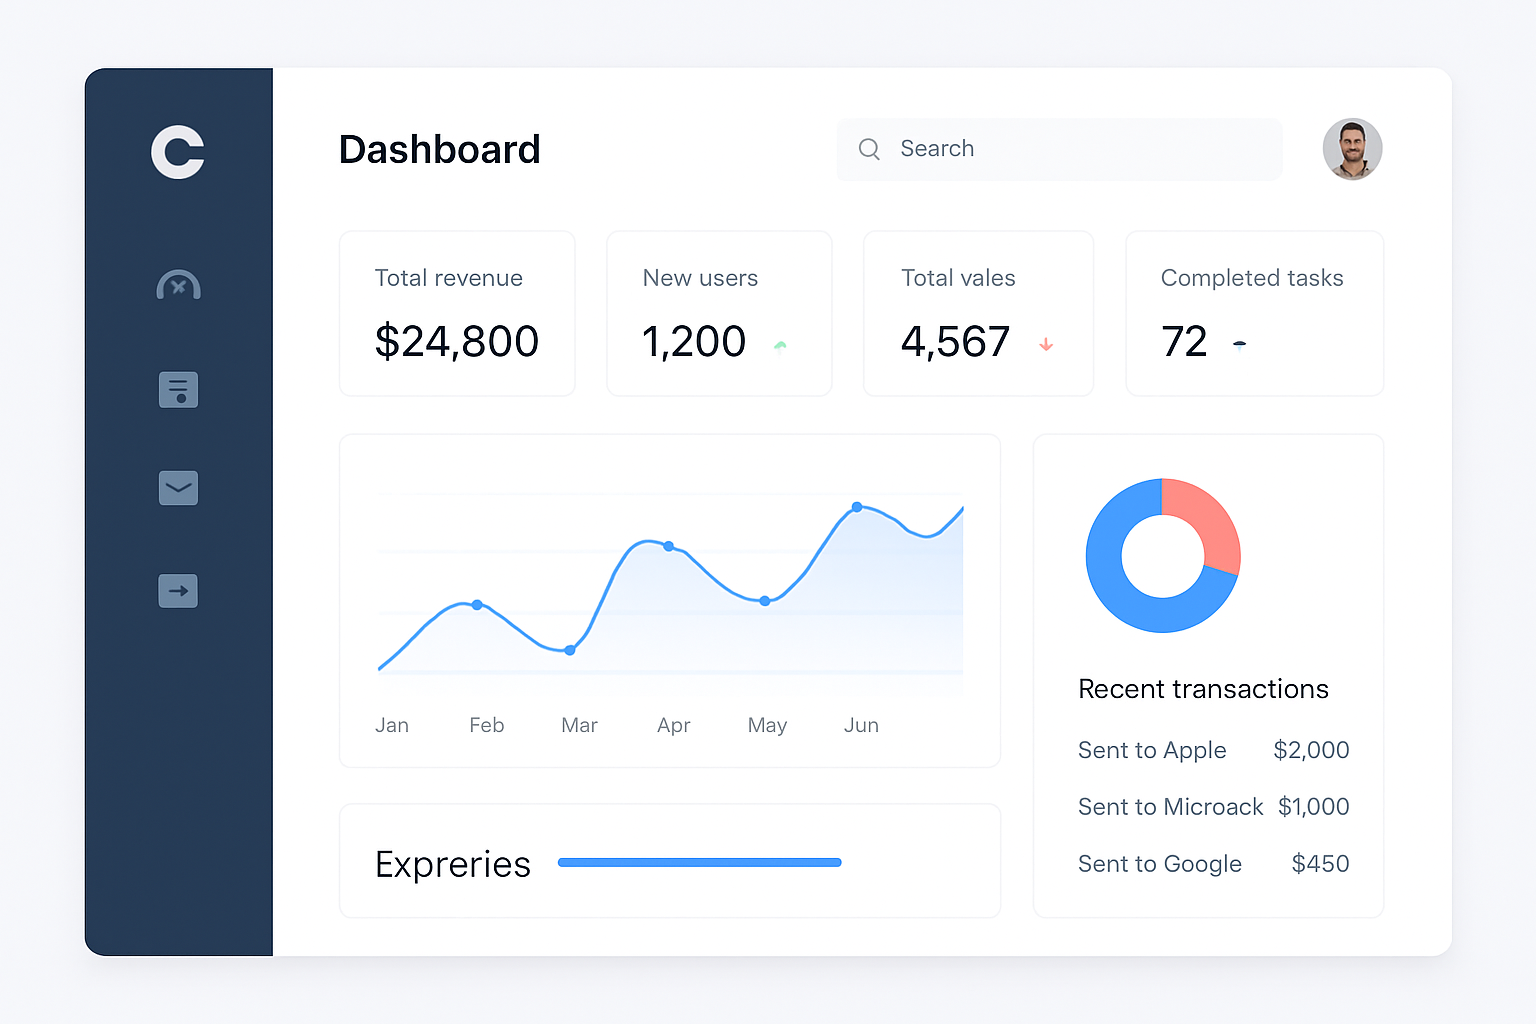 C
Dashboard
Search
Total revenue
$24,800
New users
1,200
Total vales
4,567
Completed tasks
72
Jan Feb Mar Apr May Jun
Recent transactions
Sent to Apple $2,000
Sent to Microack $1,000
Sent to Google $450
Expreries